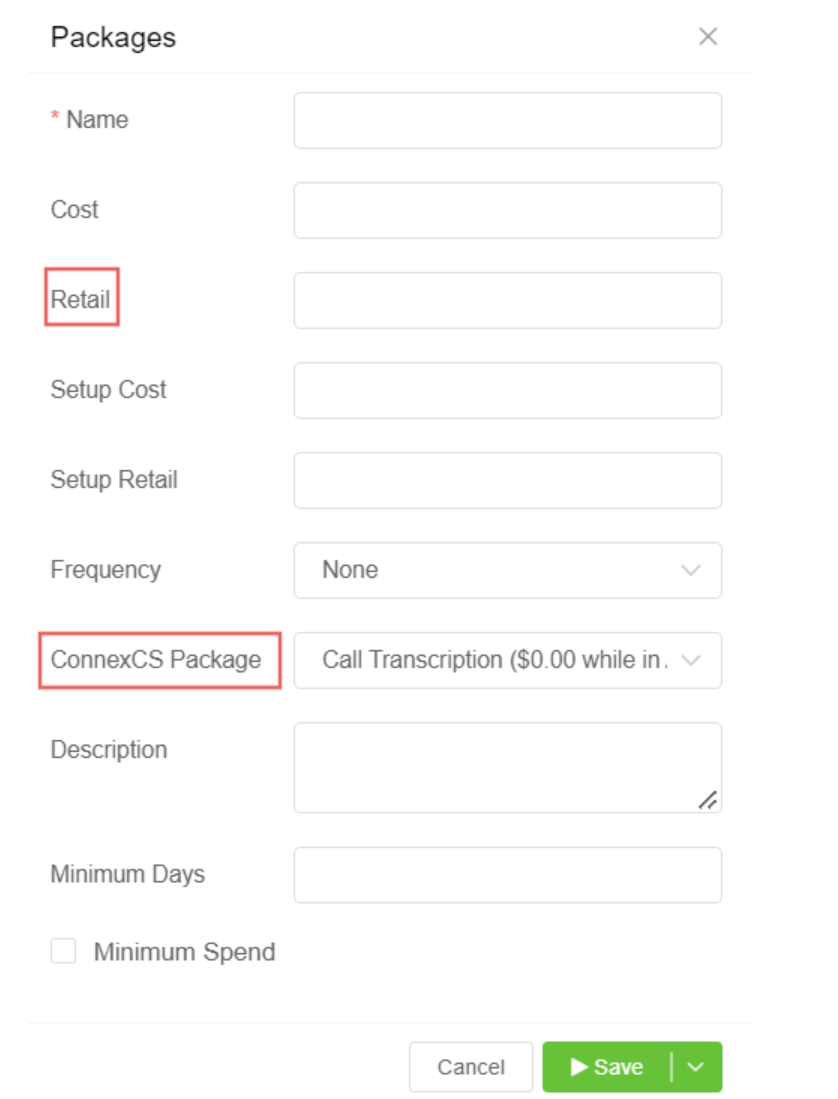 Packages
* Name
Cost
Retail
Setup Cost
Setup Retail
Frequency None
ConnexCS Package Call Transcription ($0.00 while in
Description
Minimum Days
Minimum Spend
Cancel Save